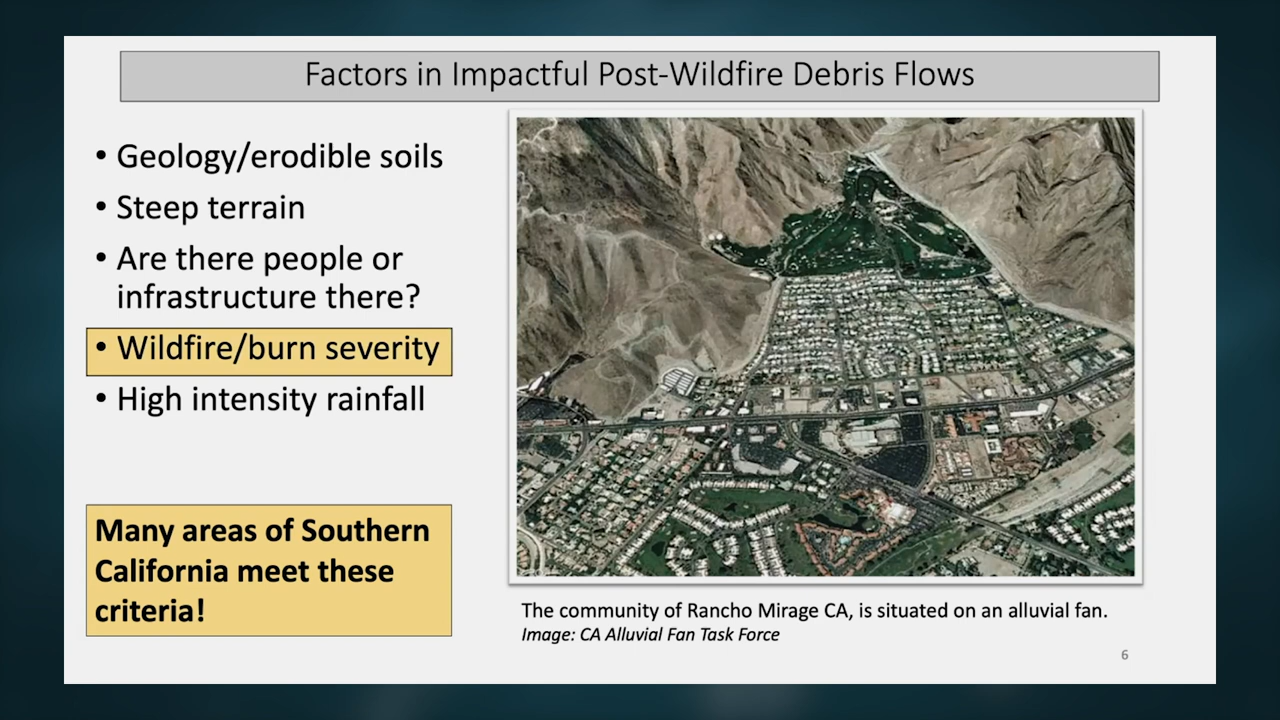 Factors in Impactful Post-Wildfire Debris Flows
• Geology/erodible soils
• Steep terrain
• Are there people or
infrastructure there?
• Wildfire/burn severity
• High intensity rainfall
Many areas of Southern
California meet these
criteria!
The community of Rancho Mirage CA, is situated on an alluvial fan.
Image: CA Alluvial Fan Task Force
6